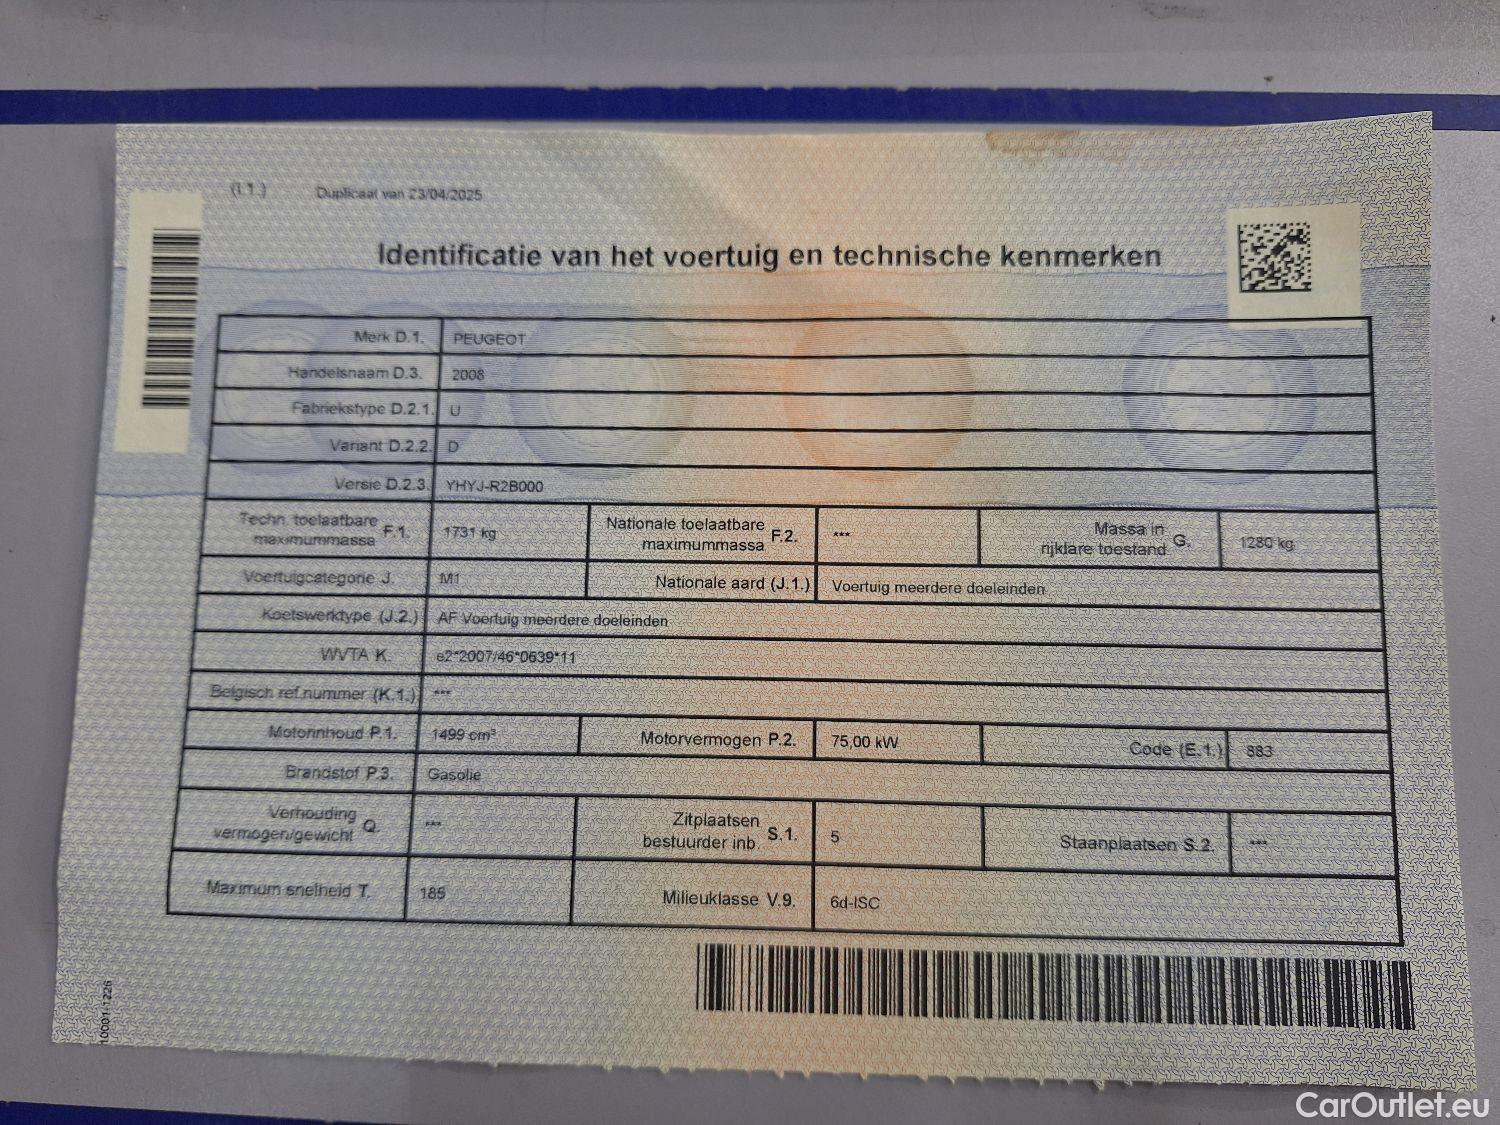 (I.1.) Duplicaat van 23/04/2025
Identificatie van het voertuig en technische kenmerken
Merk D.1. PEUGEOT
Handelsnaam D.3. 2008
Fabriekstype D.2.1. U
Variant D.2.2. D
Versie D.2.3. YHYJ-R2B000
Techn. toelaatbare maximummassa F.1. 1731 kg Nationale toelaatbare maximummassa F.2. *** Massa in rijklare toestand G. 1280 kg
Voertuigcategorie J. M1 Nationale aard (J.1.) Voertuig meerdere doeleinden
Koetswerktype (J.2.) AF Voertuig meerdere doeleinden
WVTA K. e2*2007/46*0639*11
Belgisch ref.nummer (K.1.) ***
Motorinhoud P.1. 1499 cm³ Motorvermogen P.2. 75,00 kW Code (E.1.) 883
Brandstof P.3. Gasolie
Verhouding vermogen/gewicht Q. *** Zitplaatsen bestuurder inb. S.1. 5 Staanplaatsen S.2. ***
Maximum snelheid T. 185 Milieuklasse V.9. 6d-ISC
10001-1226
CarOutlet.eu